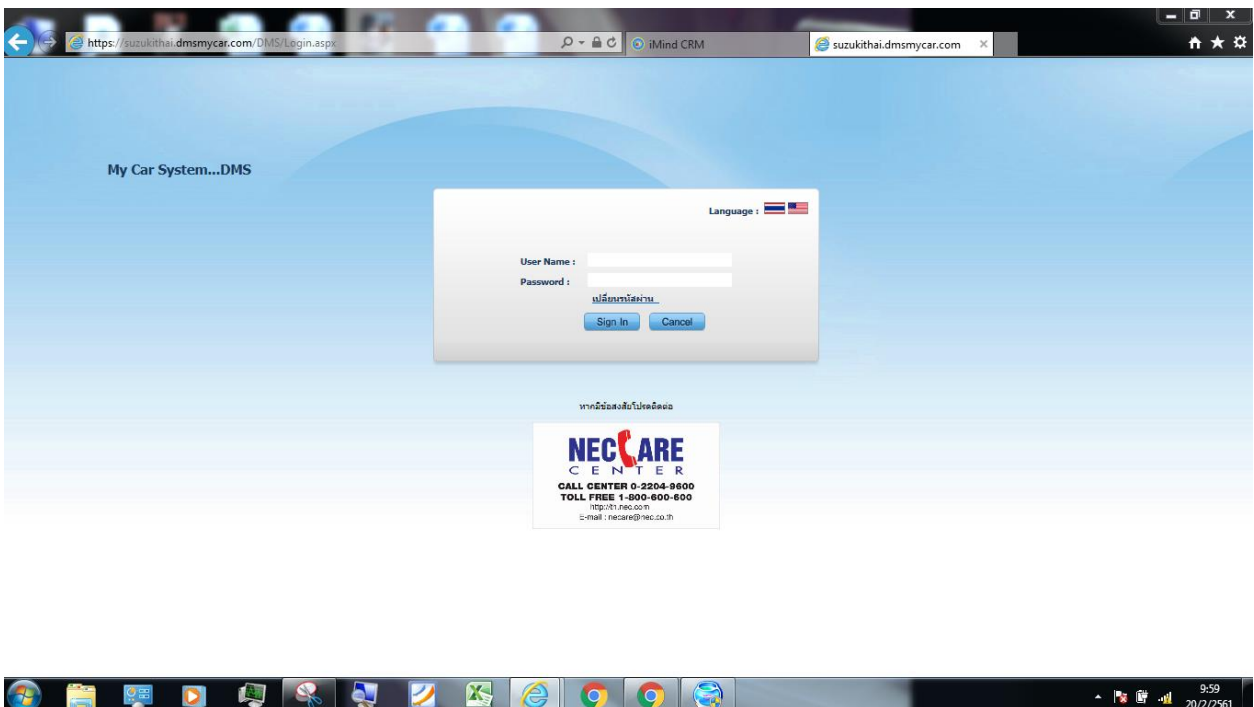 https://suzukithai.dmsmycar.com/DMS/Login.aspx
iMind CRM
suzukithai.dmsmycar.com
My Car System...DMS
Language :
User Name :
Password :
เปลี่ยนรหัสผ่าน
Sign In
Cancel
หากมีข้อสงสัยโปรดติดต่อ
NEC CARE
CENTER
CALL CENTER 0-2204-9600
TOLL FREE 1-800-600-600
http://th.nec.com
E-mail : necare@nec.co.th
9:59
20/2/2561